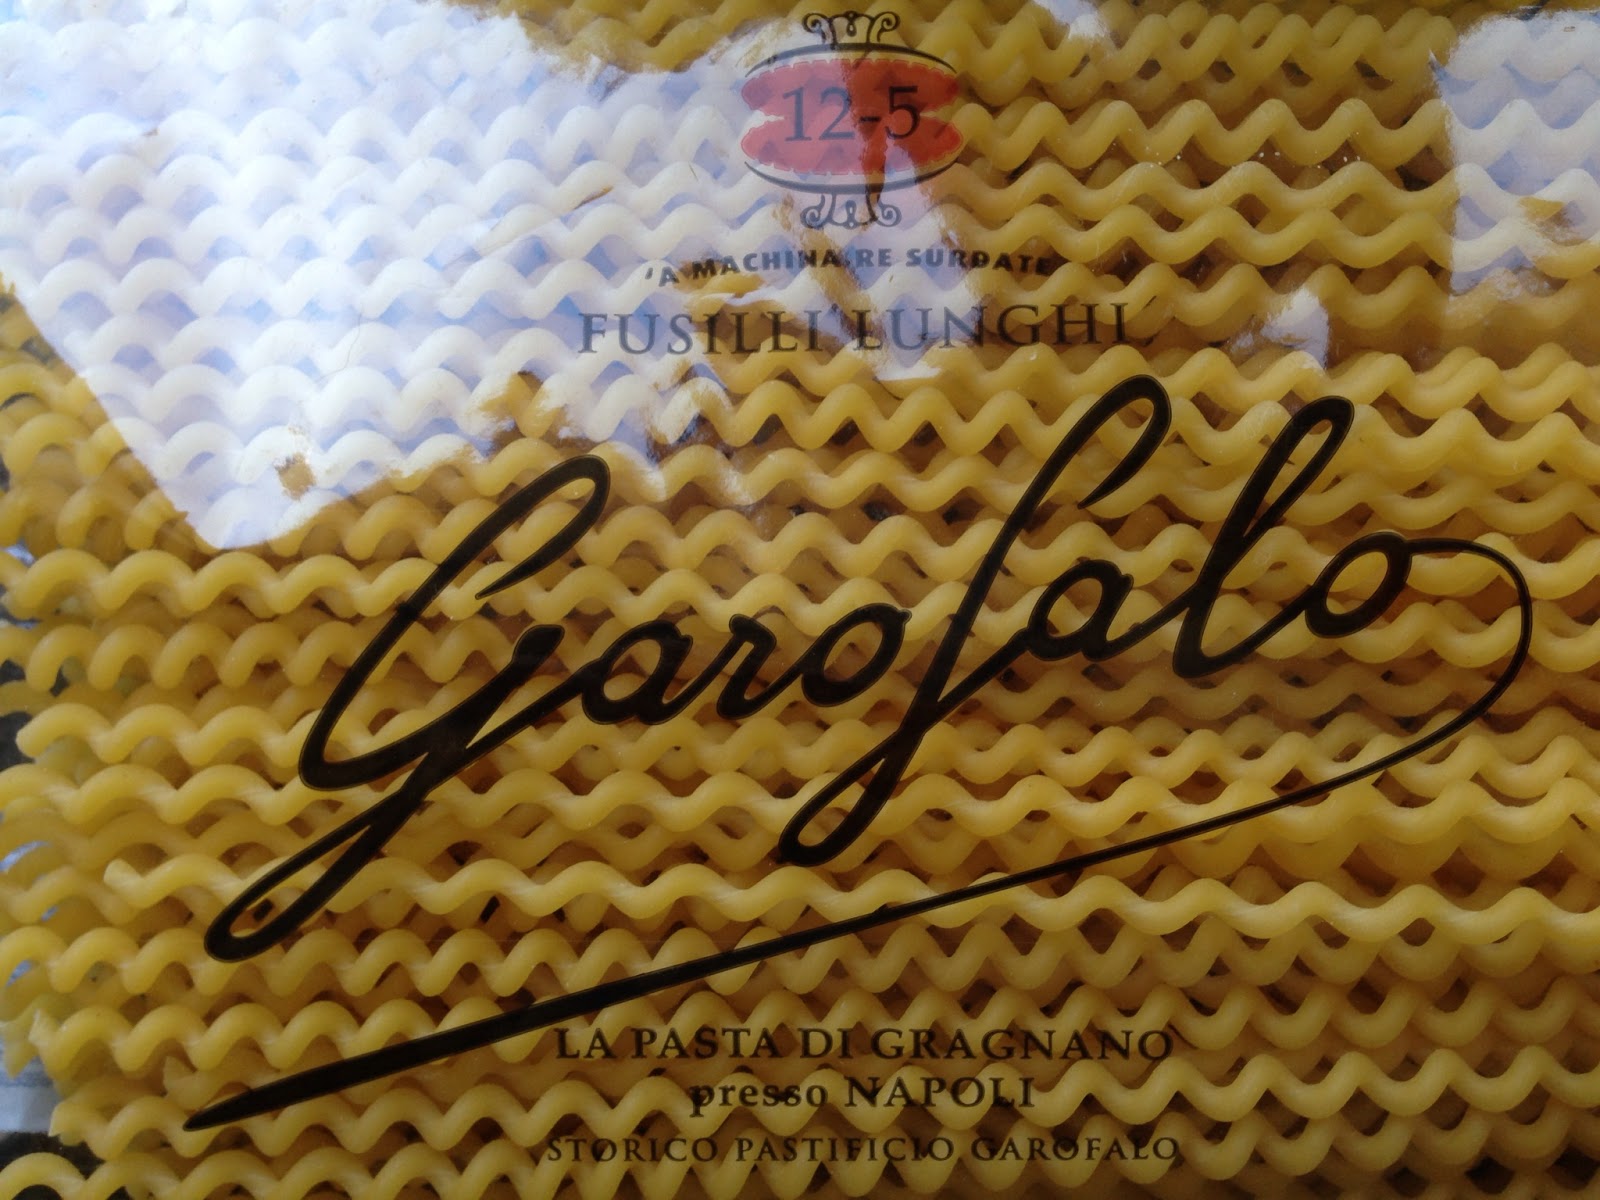 12-5
'A MACHINA RE SURDATE
FUSILLI LUNGHI
Garofalo
LA PASTA DI GRAGNANO
presso NAPOLI
STORICO PASTIFICIO GAROFALO